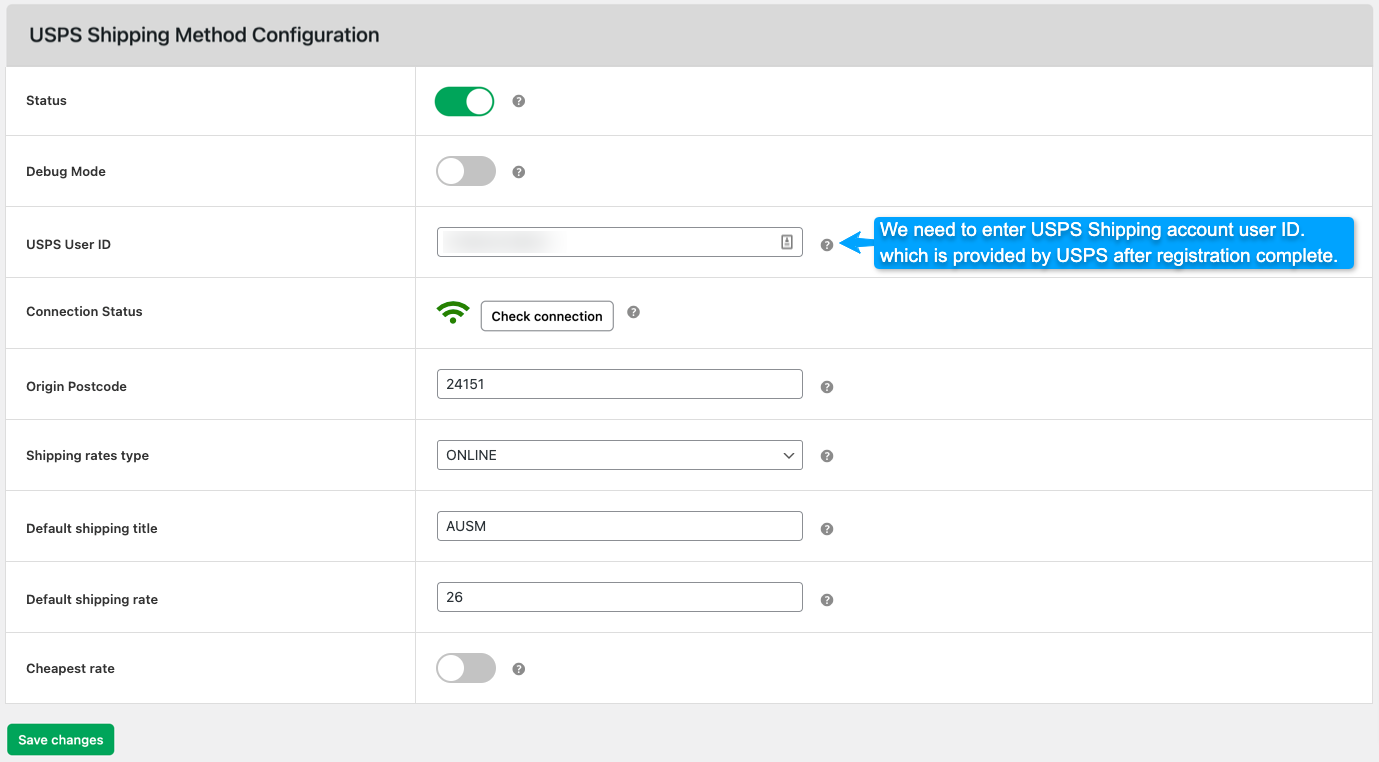 USPS Shipping Method Configuration
Status
?
Debug Mode
?
USPS User ID
?
We need to enter USPS Shipping account user ID.
which is provided by USPS after registration complete.
Connection Status
Check connection
?
Origin Postcode
24151
?
Shipping rates type
ONLINE
?
Default shipping title
AUSM
?
Default shipping rate
26
?
Cheapest rate
?
Save changes